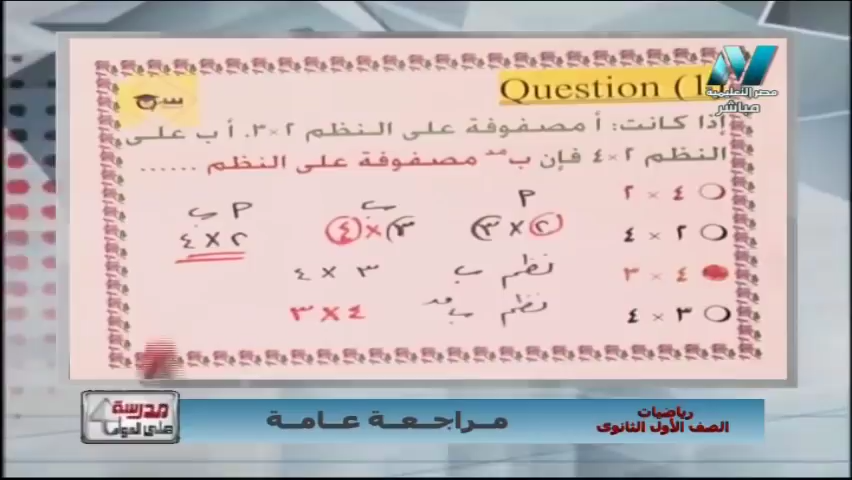 مصر التعليمية
مباشر
Question (1
س
إذا كانت: أ مصفوفة على النظم ٢×٣، أ ب على
النظم ٢×٤ فإن ب مد مصفوفة على النظم ......
٤ × ٢
٢ × ٤
٤ × ٣
٣ × ٤
أ ب أ ب
٢ × ٣ ٣ × ٤ ٢ × ٤
نظم ب ٣ × ٤
نظم ب مد ٤ × ٣
مدرسة
على الهواء
مراجعة عامة
رياضيات
الصف الأول الثانوى